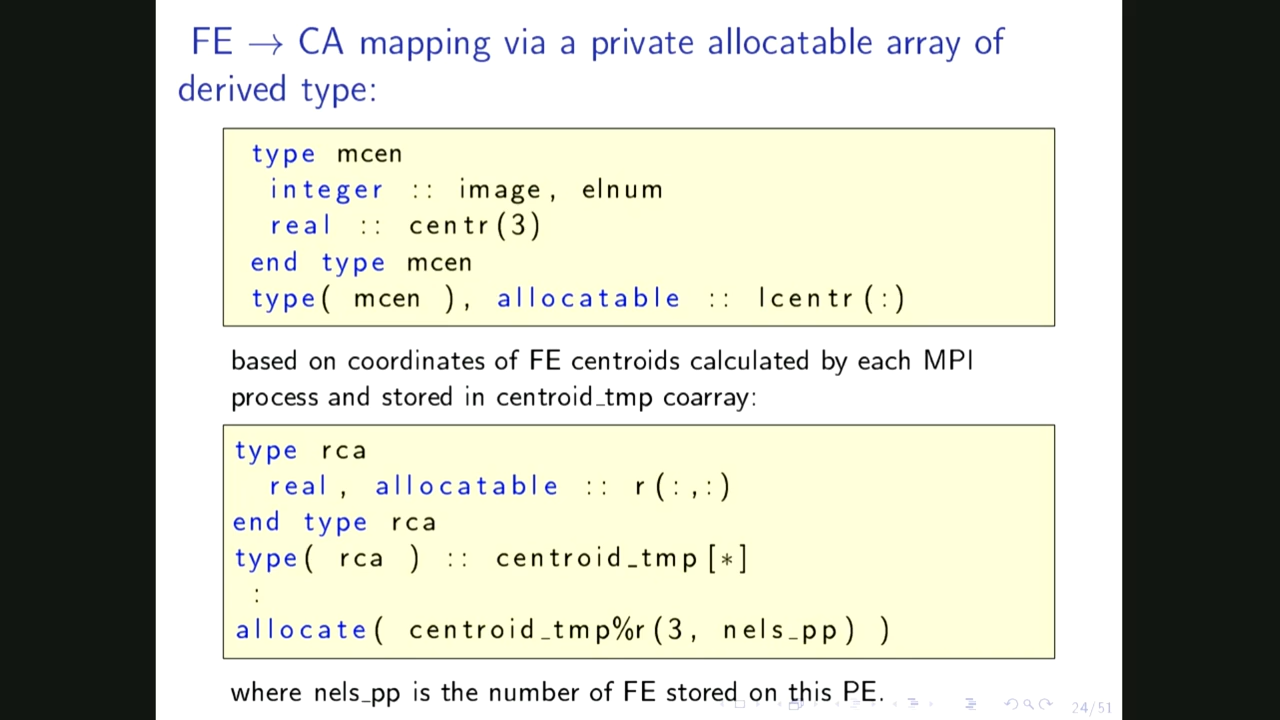 FE → CA mapping via a private allocatable array of
derived type:
type mcen
integer :: image, elnum
real :: centr(3)
end type mcen
type( mcen ), allocatable :: lcentr(:)
based on coordinates of FE centroids calculated by each MPI
process and stored in centroid_tmp coarray:
type rca
real, allocatable :: r(:,:)
end type rca
type( rca ) :: centroid_tmp[*]
:
allocate( centroid_tmp%r(3, nels_pp) )
where nels_pp is the number of FE stored on this PE.
24/51